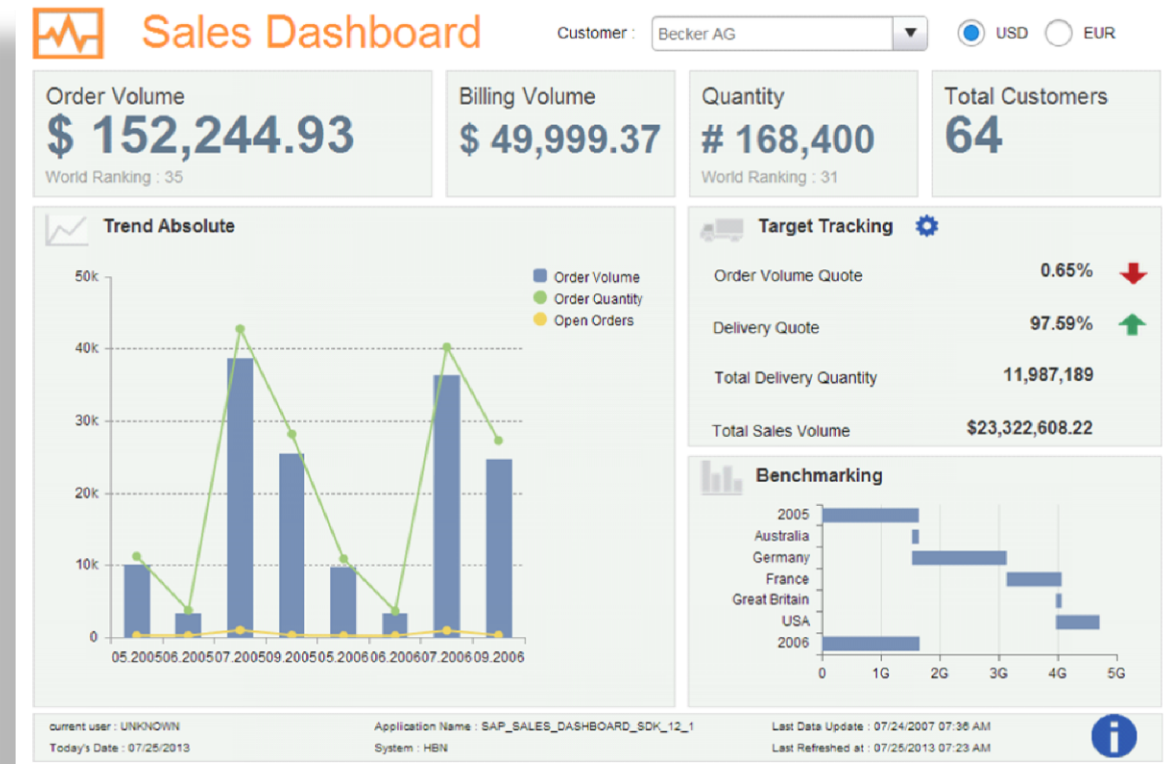 Sales Dashboard
Customer :
Becker AG
USD
EUR
Order Volume
$ 152,244.93
World Ranking : 35
Billing Volume
$ 49,999.37
Quantity
# 168,400
World Ranking : 31
Total Customers
64
Trend Absolute
50k
40k
30k
20k
10k
0
Order Volume
Order Quantity
Open Orders
05.2005
06.2005
07.2005
09.2005
05.2006
06.2006
07.2006
09.2006
Target Tracking
Order Volume Quote 0.65%
Delivery Quote 97.59%
Total Delivery Quantity 11,987,189
Total Sales Volume $23,322,608.22
Benchmarking
2005
Australia
Germany
France
Great Britain
USA
2006
0 1G 2G 3G 4G 5G
current user : UNKNOWN
Today's Date : 07/25/2013
Application Name : SAP_SALES_DASHBOARD_SDK_12_1
System : HBN
Last Data Update : 07/24/2007 07:36 AM
Last Refreshed at : 07/25/2013 07:23 AM
i